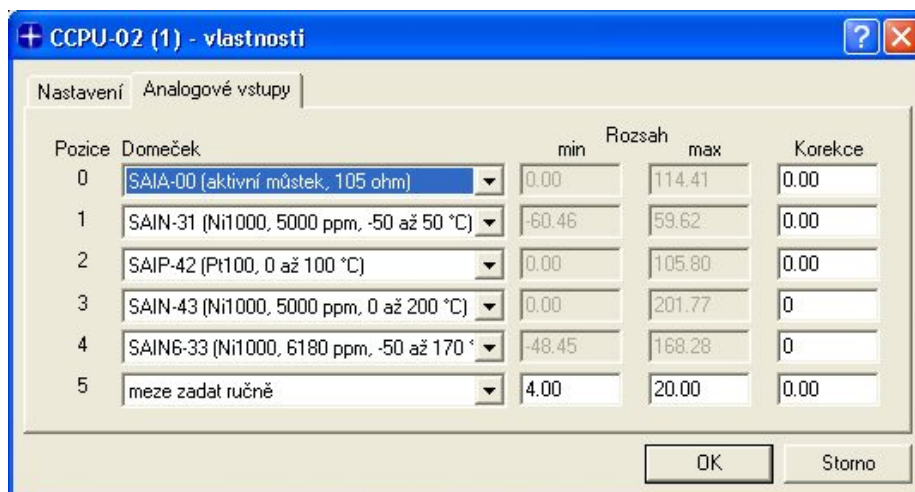 CCPU-02 (1) - vlastnosti
Nastavení Analogové vstupy
Rozsah
Pozice Domeček min max Korekce
0 SAIA-00 (aktivní můstek, 105 ohm) 0.00 114.41 0.00
1 SAIN-31 (Ni1000, 5000 ppm, -50 až 50 °C) -60.46 59.62 0.00
2 SAIP-42 (Pt100, 0 až 100 °C) 0.00 105.80 0.00
3 SAIN-43 (Ni1000, 5000 ppm, 0 až 200 °C) 0.00 201.77 0
4 SAIN6-33 (Ni1000, 6180 ppm, -50 až 170 ° -48.45 168.28 0
5 meze zadat ručně 4.00 20.00 0.00
OK Storno